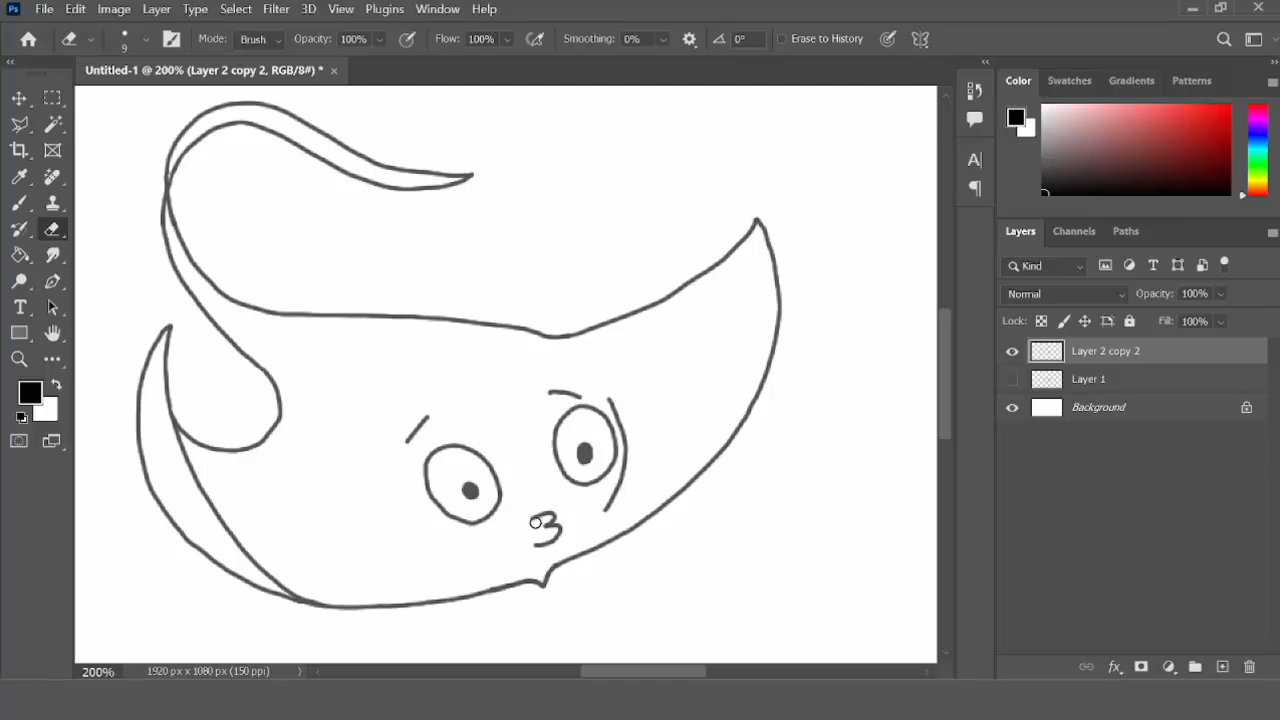 Ps File Edit Image Layer Type Select Filter 3D View Plugins Window Help
9 Mode: Brush Opacity: 100% Flow: 100% Smoothing: 0% 0° Erase to History
Untitled-1 @ 200% (Layer 2 copy 2, RGB/8#) *
Color Swatches Gradients Patterns
Layers Channels Paths
Kind
Normal Opacity: 100%
Lock: Fill: 100%
Layer 2 copy 2
Layer 1
Background
200% 1920 px x 1080 px (150 ppi)